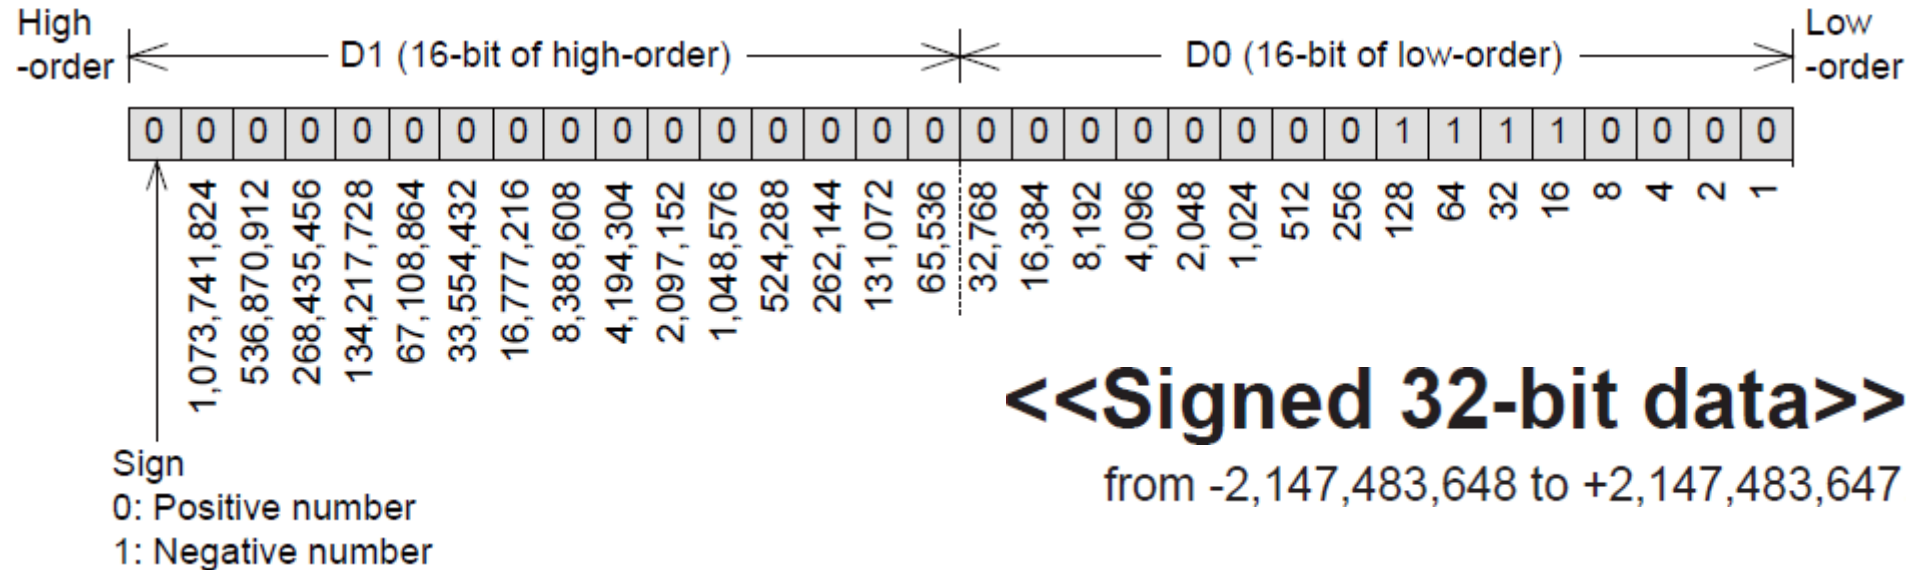 High
-order
D1 (16-bit of high-order)
D0 (16-bit of low-order)
Low
-order
0 0 0 0 0 0 0 0 0 0 0 0 0 0 0 0 0 0 0 0 0 0 0 0 1 1 1 1 0 0 0 0
1,073,741,824
536,870,912
268,435,456
134,217,728
67,108,864
33,554,432
16,777,216
8,388,608
4,194,304
2,097,152
1,048,576
524,288
262,144
131,072
65,536
32,768
16,384
8,192
4,096
2,048
1,024
512
256
128
64
32
16
8
4
2
1
<<Signed 32-bit data>>
from -2,147,483,648 to +2,147,483,647
Sign
0: Positive number
1: Negative number